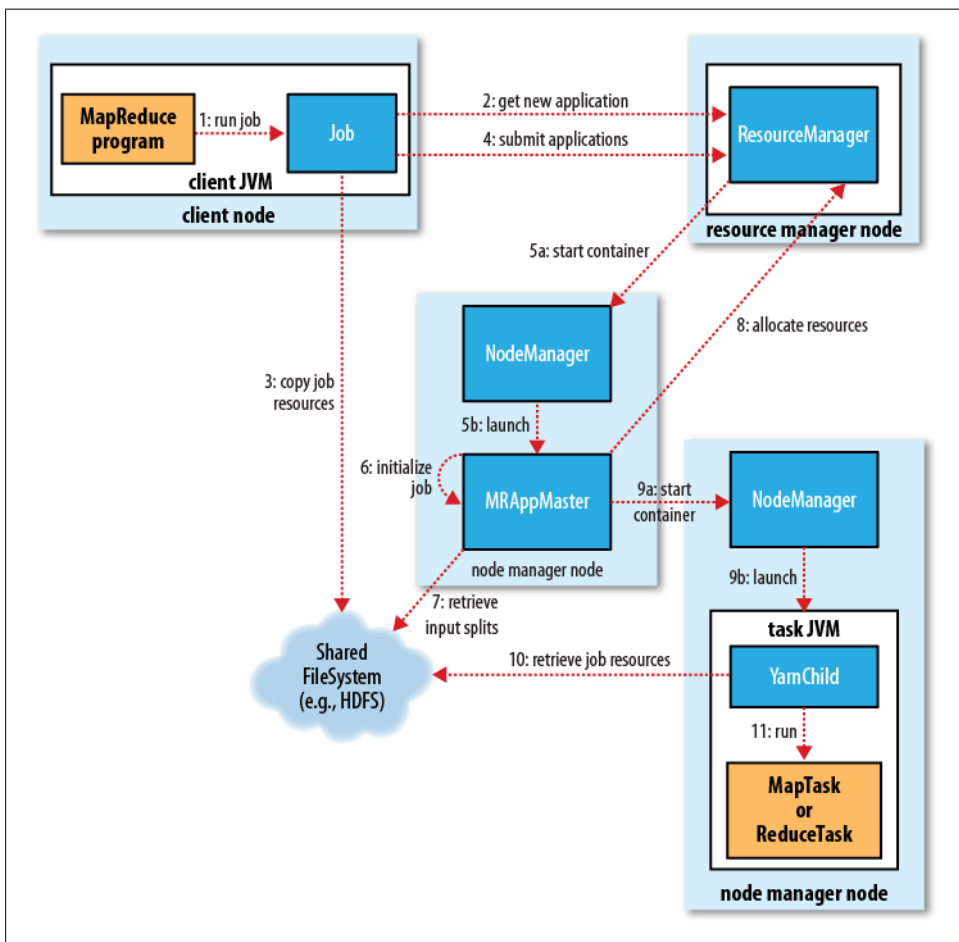 MapReduce
program
1: run job
Job
client JVM
client node
2: get new application
4: submit applications
ResourceManager
resource manager node
5a: start container
8: allocate resources
3: copy job
resources
NodeManager
5b: launch
6: initialize
job
MRAppMaster
node manager node
9a: start
container
NodeManager
9b: launch
7: retrieve
input splits
Shared
FileSystem
(e.g., HDFS)
10: retrieve job resources
task JVM
YarnChild
11: run
MapTask
or
ReduceTask
node manager node